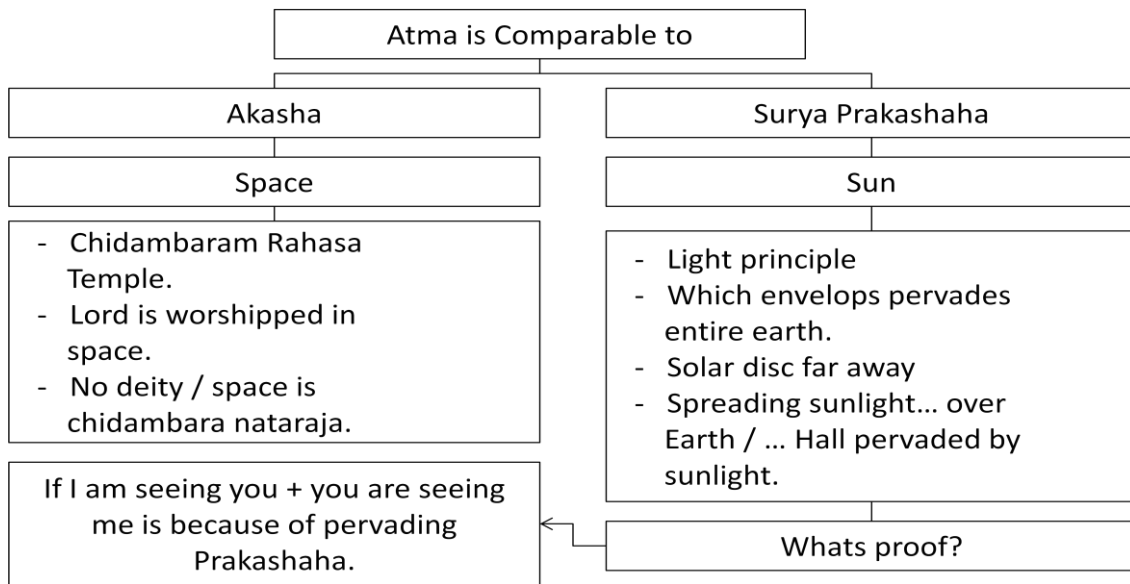 Atma is Comparable to
Akasha
Surya Prakashaha
Space
Sun
- Chidambaram Rahasa
Temple.
- Lord is worshipped in
space.
- No deity / space is
chidambara nataraja.
- Light principle
- Which envelops pervades
entire earth.
- Solar disc far away
- Spreading sunlight... over
Earth / ... Hall pervaded by
sunlight.
Whats proof?
If I am seeing you + you are seeing
me is because of pervading
Prakashaha.